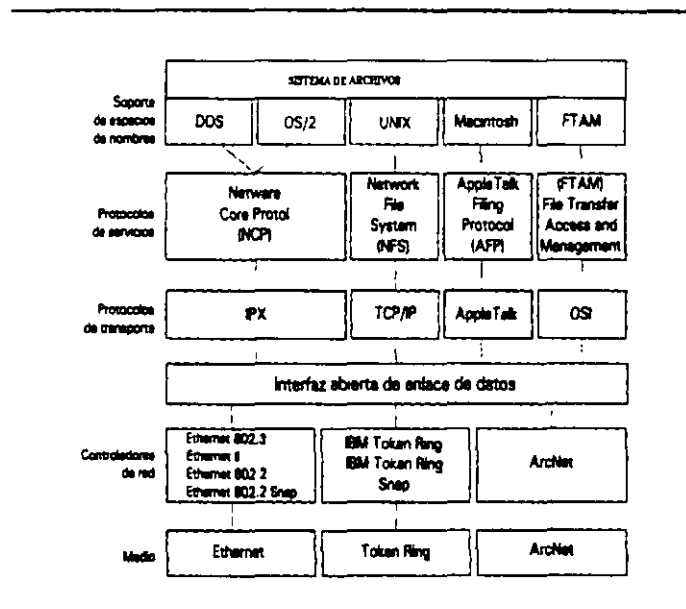 SISTEMA DE ARCHIVOS
Soporte
de espacios
de nombres
DOS
OS/2
UNIX
Macintosh
FTAM
Protocolos
de servicios
Netware
Core Protol
(NCP)
Network
File
System
(NFS)
AppleTalk
Filing
Protocol
(AFP)
(FTAM)
File Transfer
Access and
Management
Protocolos
de transporte
IPX
TCP/IP
AppleTalk
OSI
Interfaz abierta de enlace de datos
Controladores
de red
Ethernet 802.3
Ethernet II
Ethernet 802.2
Ethernet 802.2 Snap
IBM Token Ring
IBM Token Ring
Snap
ArcNet
Medio
Ethernet
Token Ring
ArcNet